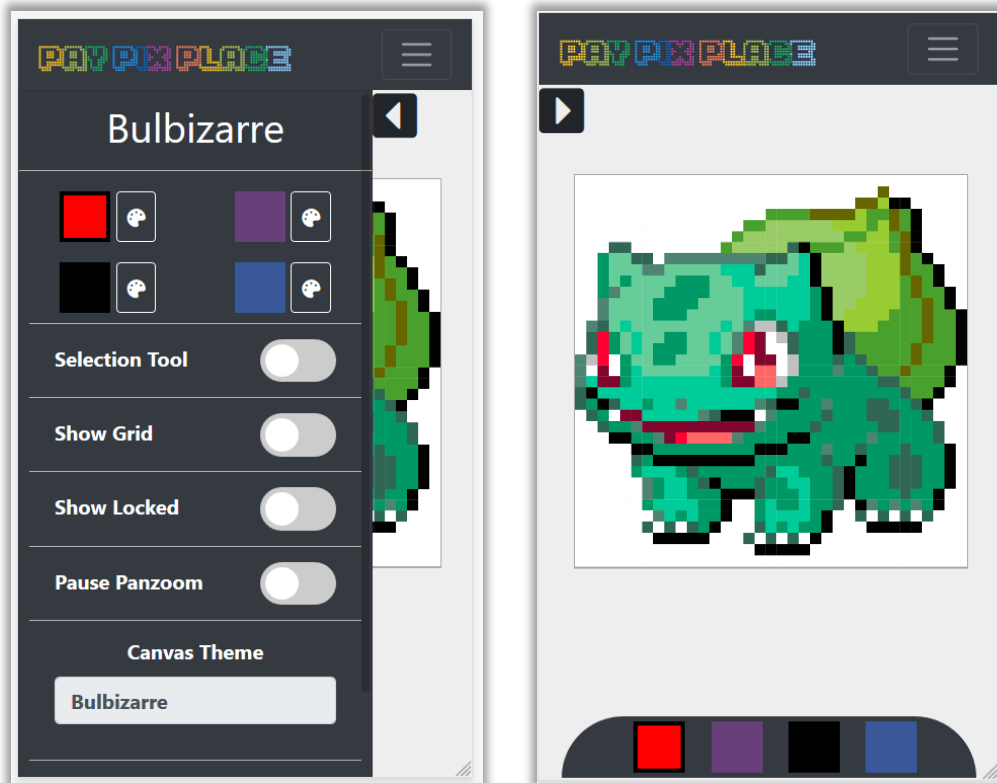 PAY PIX PLACE
Bulbizarre
Selection Tool
Show Grid
Show Locked
Pause Panzoom
Canvas Theme
Bulbizarre
PAY PIX PLACE